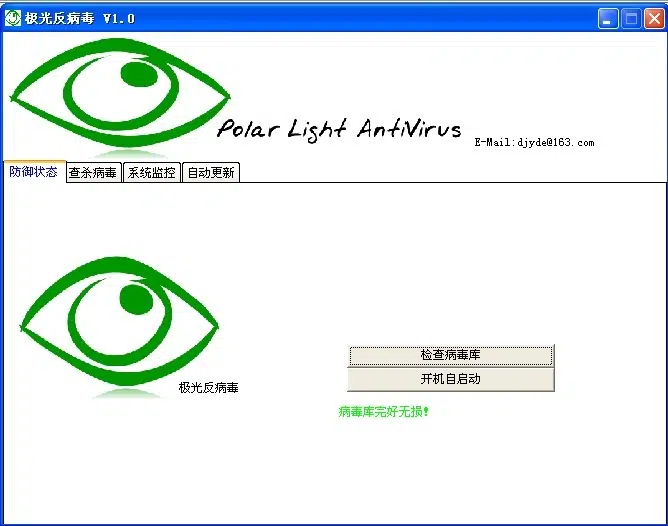 极光反病毒 V1.0
Polar Light AntiVirus
E-Mail:djyde@163.com
防御状态 查杀病毒 系统监控 自动更新
极光反病毒
检查病毒库
开机自启动
病毒库完好无损!